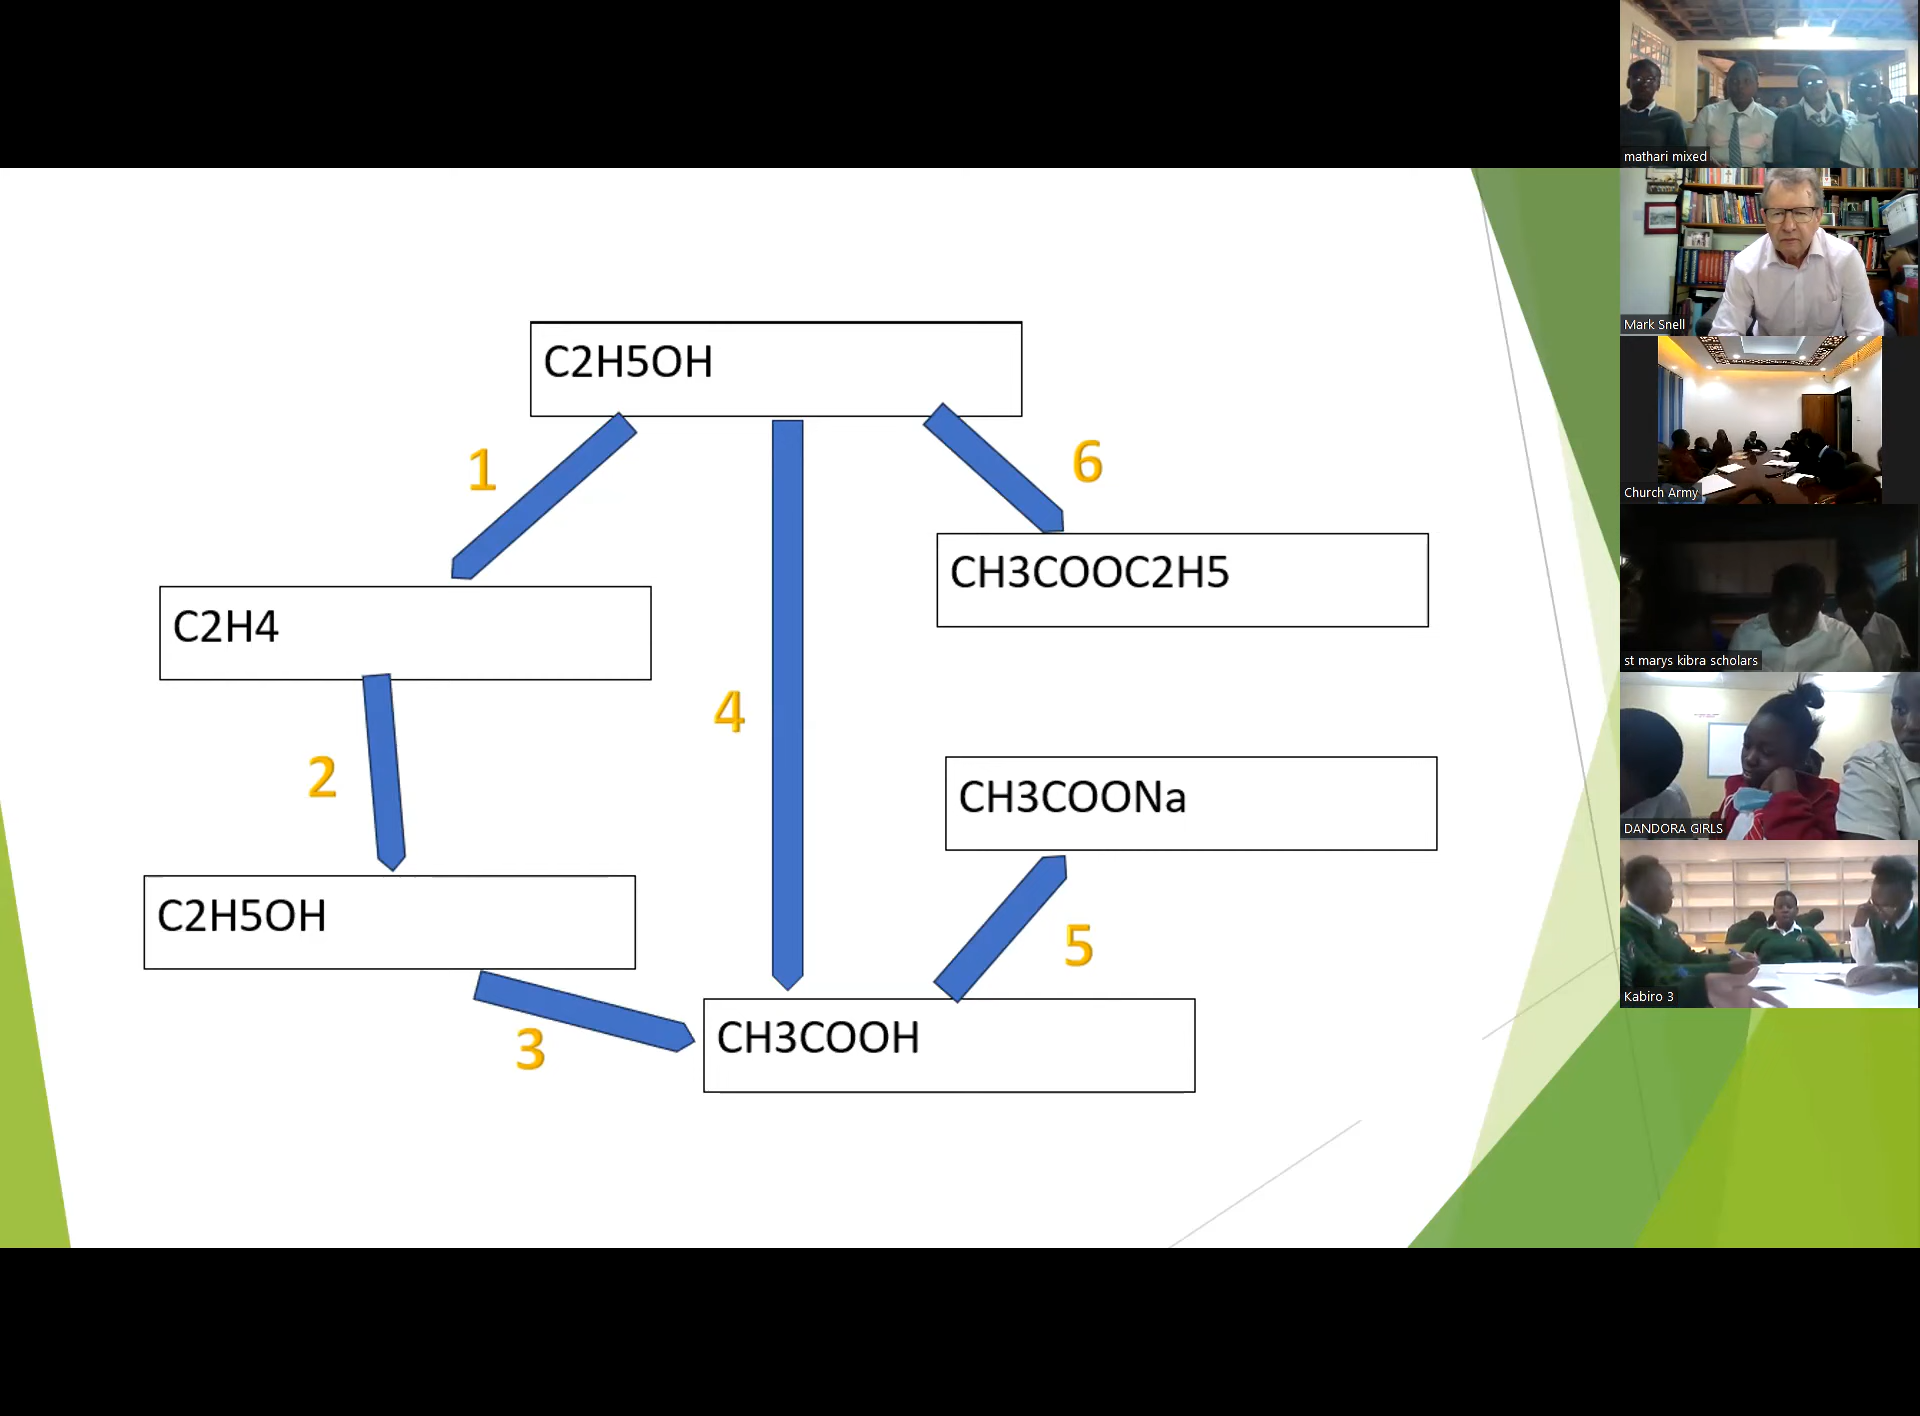 C2H5OH
1
6
CH3COOC2H5
C2H4
4
2
CH3COONa
C2H5OH
5
3
CH3COOH
mathari mixed
Mark Snell
Church Army
st marys kibra scholars
DANDORA GIRLS
Kabiro 3